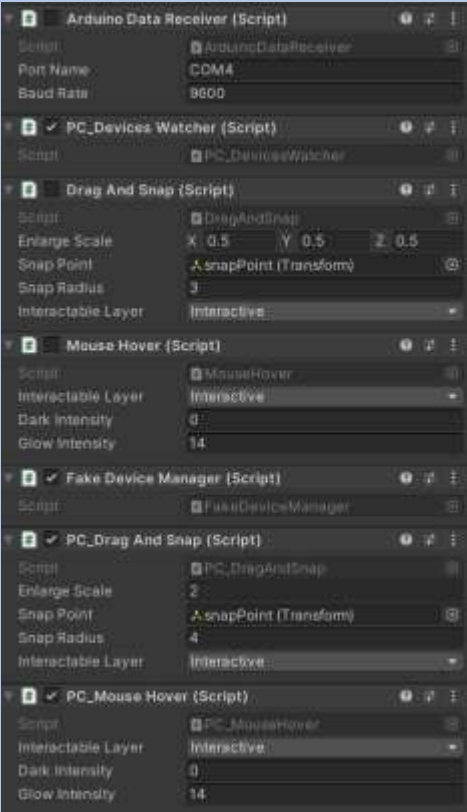 Arduino Data Receiver (Script)
Script ArduinoDataReceiver
Port Name COM4
Baud Rate 9600
PC_Devices Watcher (Script)
Script PC_DevicesWatcher
Drag And Snap (Script)
Script DragAndSnap
Enlarge Scale X 0.5 Y 0.5 Z 0.5
Snap Point snapPoint (Transform)
Snap Radius 3
Interactable Layer Interactive
Mouse Hover (Script)
Script MouseHover
Interactable Layer Interactive
Dark Intensity 0
Glow Intensity 14
Fake Device Manager (Script)
Script FakeDeviceManager
PC_Drag And Snap (Script)
Script PC_DragAndSnap
Enlarge Scale 2
Snap Point snapPoint (Transform)
Snap Radius 4
Interactable Layer Interactive
PC_Mouse Hover (Script)
Script PC_MouseHover
Interactable Layer Interactive
Dark Intensity 0
Glow Intensity 14